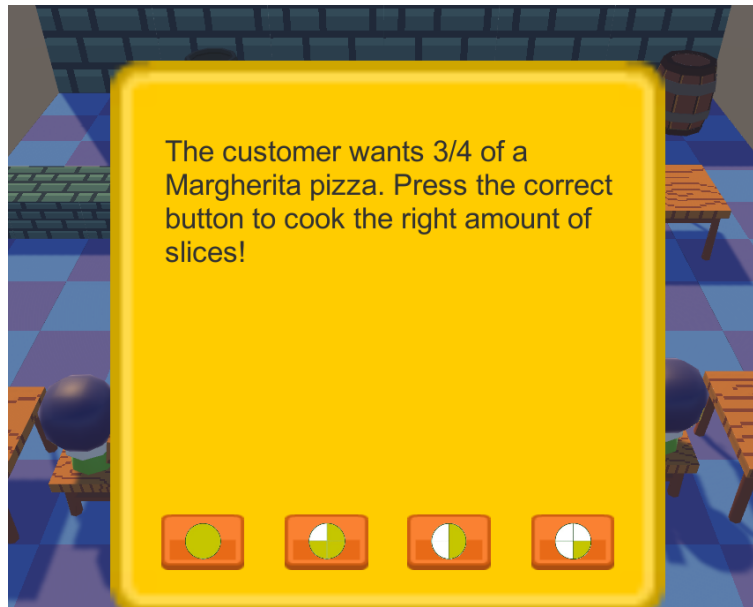 The customer wants 3/4 of a
Margherita pizza. Press the correct
button to cook the right amount of
slices!